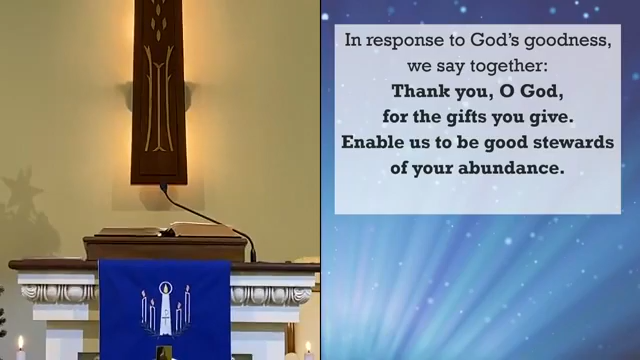 In response to God's goodness,
we say together:
Thank you, O God,
for the gifts you give.
Enable us to be good stewards
of your abundance.